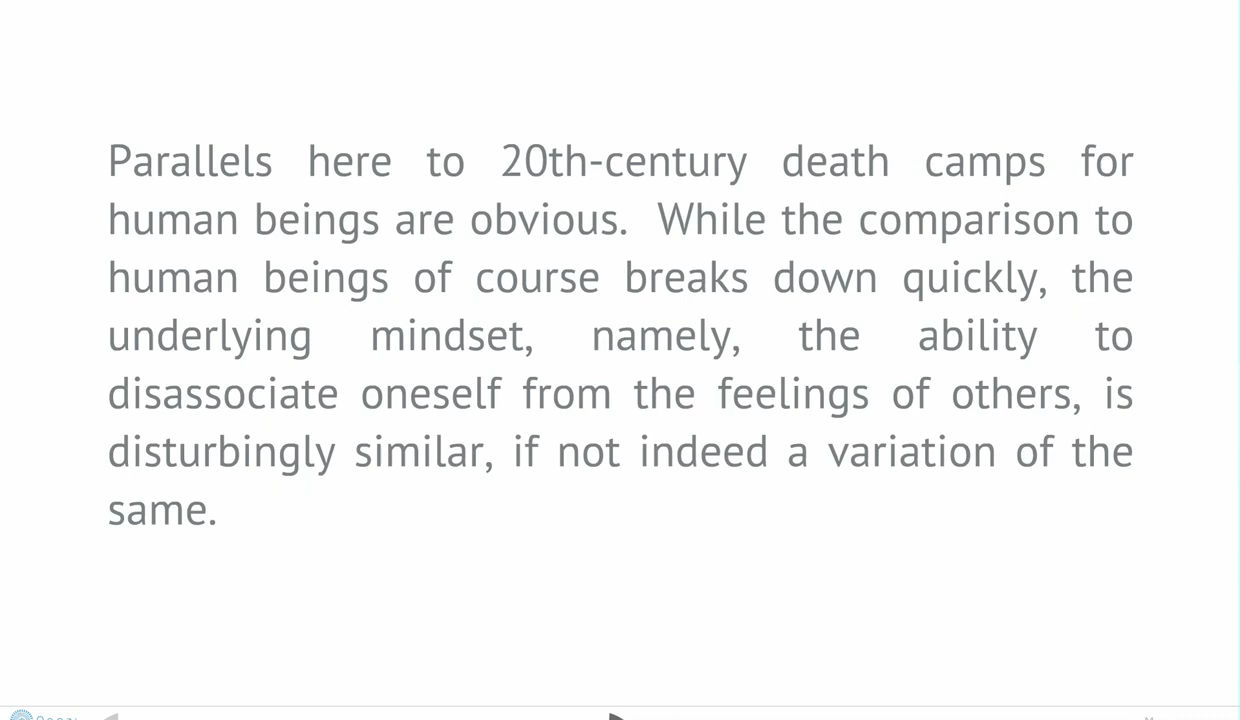 Parallels here to 20th-century death camps for
human beings are obvious.  While the comparison to
human beings of course breaks down quickly, the
underlying mindset, namely, the ability to
disassociate oneself from the feelings of others, is
disturbingly similar, if not indeed a variation of the
same.